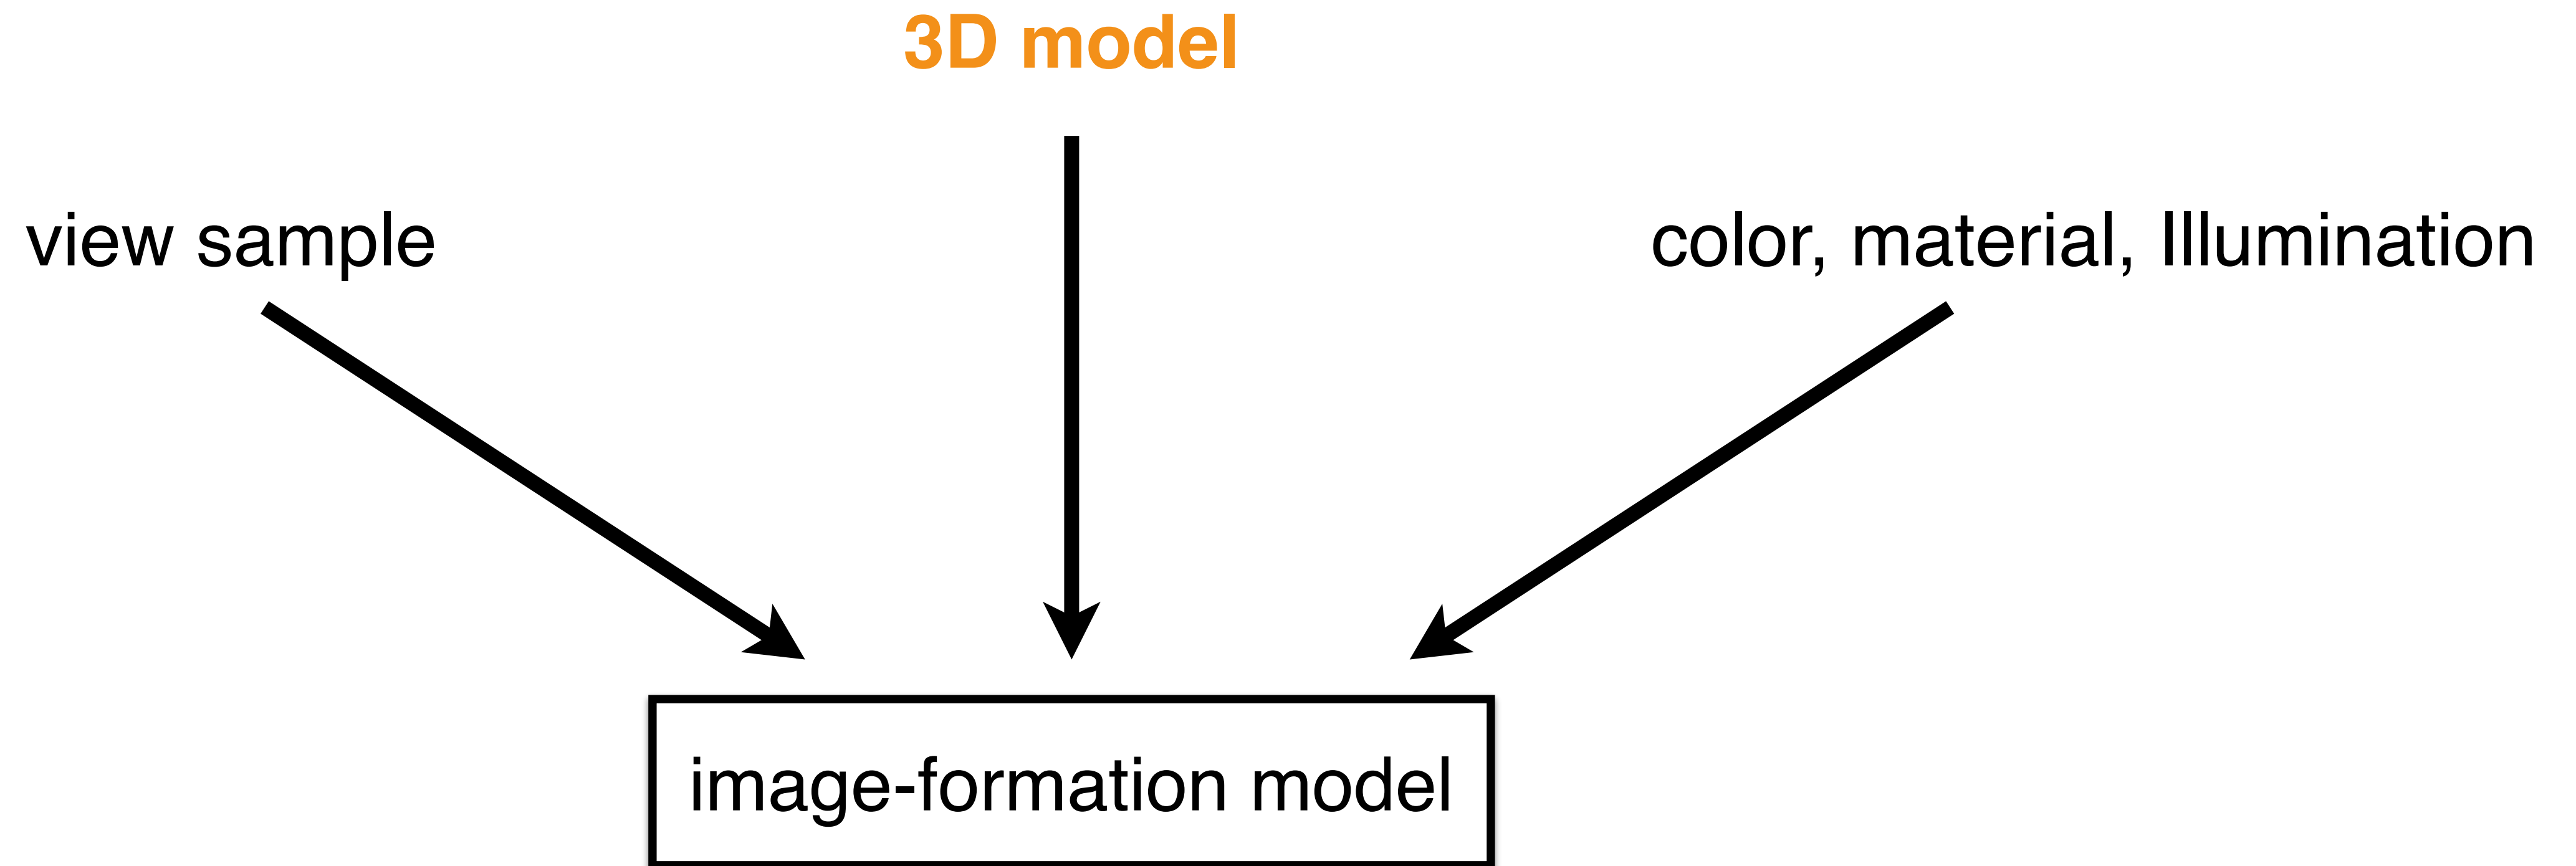 3D model
view sample
color, material, Illumination
image-formation model